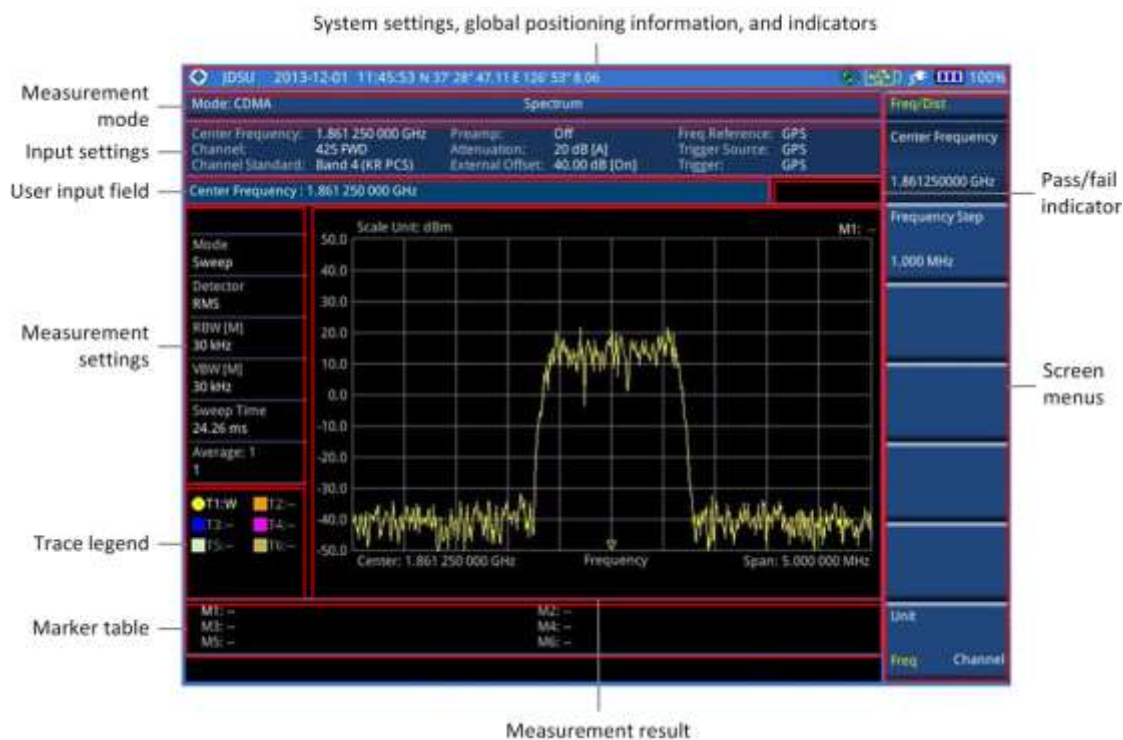 System settings, global positioning information, and indicators
JDSU 2013-12-01 11:45:53 N 37° 28" 47.11 E 126° 53" 8.06 100%
Measurement mode
Mode: CDMA Spectrum
Freq/Dist
Input settings
Center Frequency: 1.861 250 000 GHz Preamp: Off Freq Reference: GPS
Channel: 425 FWD Attenuation: 20 dB [A] Trigger Source: GPS
Channel Standard: Band 4 (KR PCS) External Offset: 40.00 dB [On] Trigger: GPS
Center Frequency
1.861250000 GHz
User input field
Center Frequency : 1.861 250 000 GHz
Pass/fail indicator
Frequency Step
1.000 MHz
Measurement settings
Mode
Sweep
Detector
RMS
RBW [M]
30 kHz
VBW [M]
30 kHz
Sweep Time
24.26 ms
Average: 1
1
Scale Unit: dBm M1: --
50.0
40.0
30.0
20.0
10.0
0.0
-10.0
-20.0
-30.0
-40.0
-50.0
Center: 1.861 250 000 GHz Frequency Span: 5.000 000 MHz
Screen menus
Trace legend
T1:W T2:--
T3:-- T4:--
T5:-- T6:--
Marker table
M1: -- M2: --
M3: -- M4: --
M5: -- M6: --
Unit
Freq Channel
Measurement result